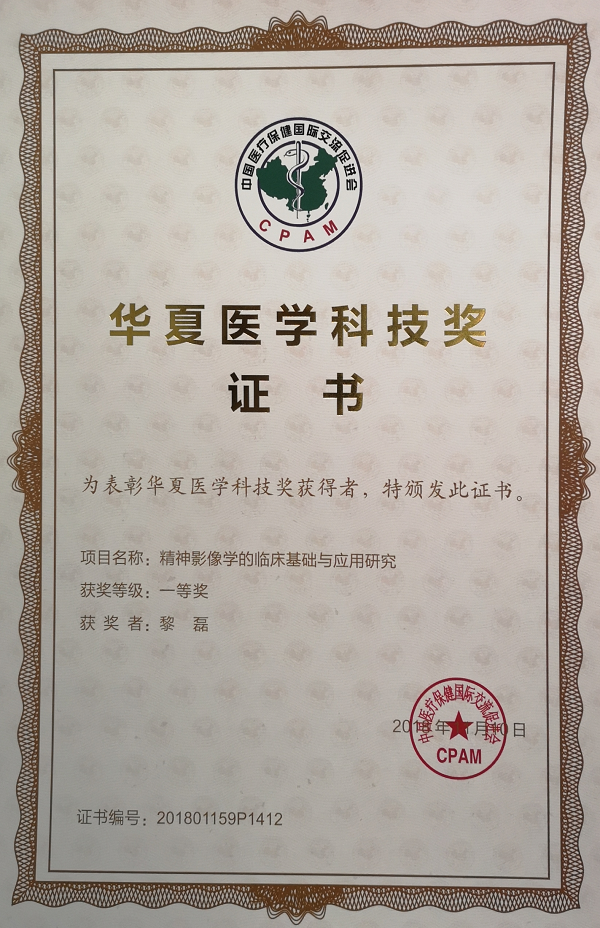 中国医疗保健国际交流促进会
CPAM
华夏医学科技奖
证 书
为表彰华夏医学科技奖获得者，特颁发此证书。
项目名称：精神影像学的临床基础与应用研究
获奖等级：一等奖
获 奖 者：黎 磊
中国医疗保健国际交流促进会
CPAM
年 月 日
证书编号：201801159P1412